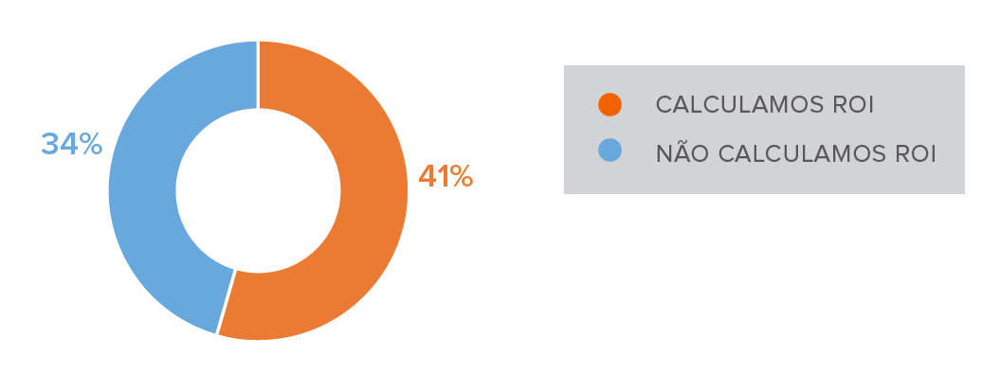 34%
41%
CALCULAMOS ROI
NÃO CALCULAMOS ROI